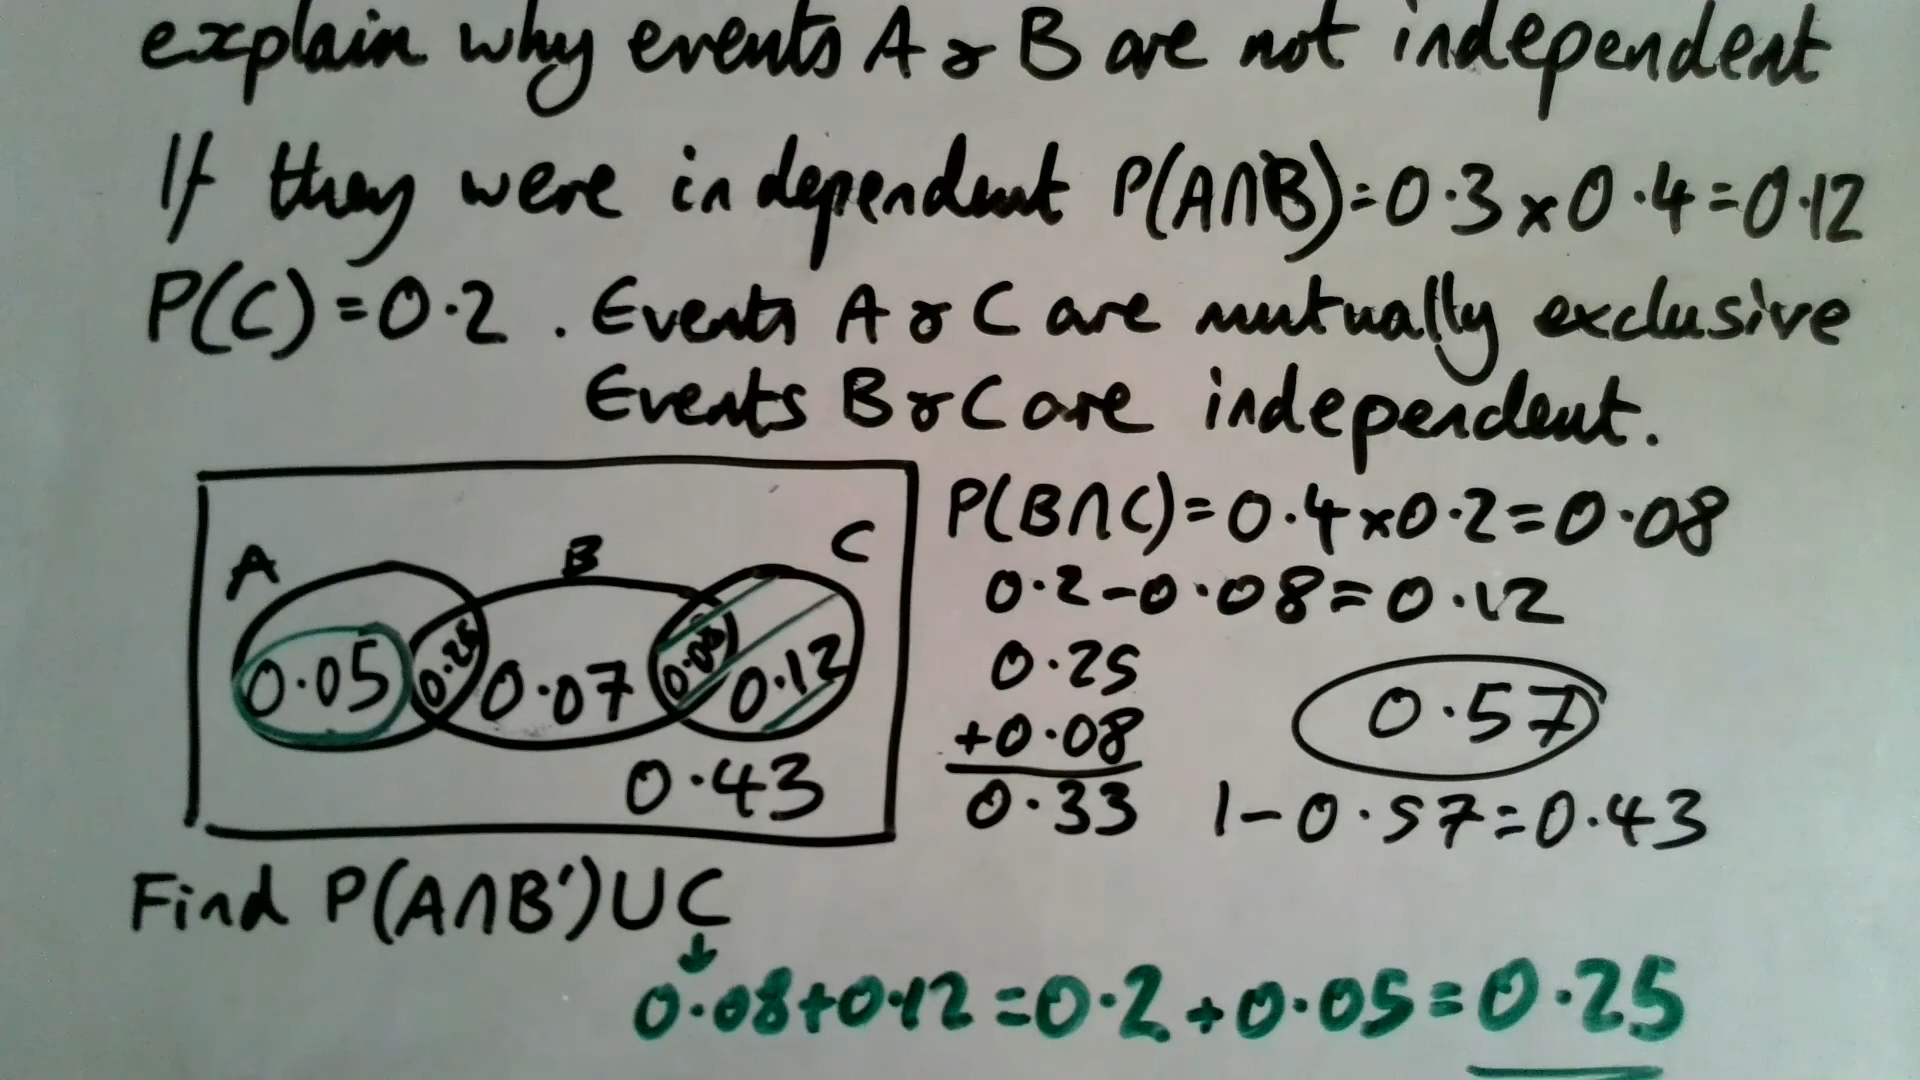 explain why events A & B are not independent
If they were independent P(A∩B)=0.3×0.4=0.12
P(C)=0.2. Events A & C are mutually exclusive
Events B & C are independent.
A
B
C
0.05
0.25
0.07
0.08
0.12
0.43
P(B∩C)=0.4×0.2=0.08
0.2-0.08=0.12
0.25
+0.08
0.33
0.57
1-0.57=0.43
Find P(A∩B')∪C
↓
0.08+0.12=0.2+0.05=0.25